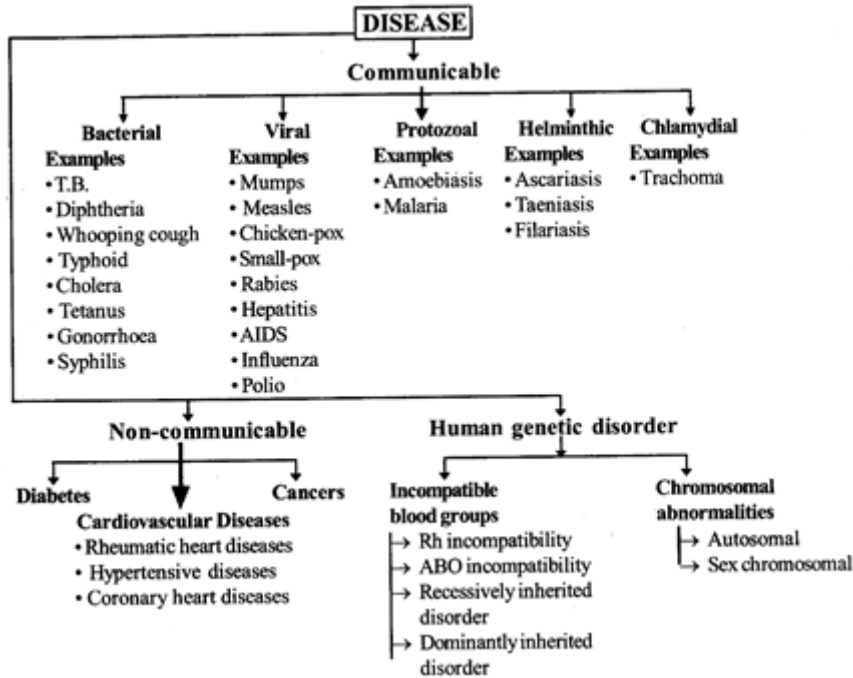 DISEASE
Communicable
Bacterial
Examples
• T.B.
• Diphtheria
• Whooping cough
• Typhoid
• Cholera
• Tetanus
• Gonorrhoea
• Syphilis
Viral
Examples
• Mumps
• Measles
• Chicken-pox
• Small-pox
• Rabies
• Hepatitis
• AIDS
• Influenza
• Polio
Protozoal
Examples
• Amoebiasis
• Malaria
Helminthic
Examples
• Ascariasis
• Taeniasis
• Filariasis
Chlamydial
Examples
• Trachoma
Non-communicable
Diabetes
Cancers
Cardiovascular Diseases
• Rheumatic heart diseases
• Hypertensive diseases
• Coronary heart diseases
Human genetic disorder
Incompatible
blood groups
→ Rh incompatibility
→ ABO incompatibility
→ Recessively inherited
disorder
→ Dominantly inherited
disorder
Chromosomal
abnormalities
→ Autosomal
→ Sex chromosomal